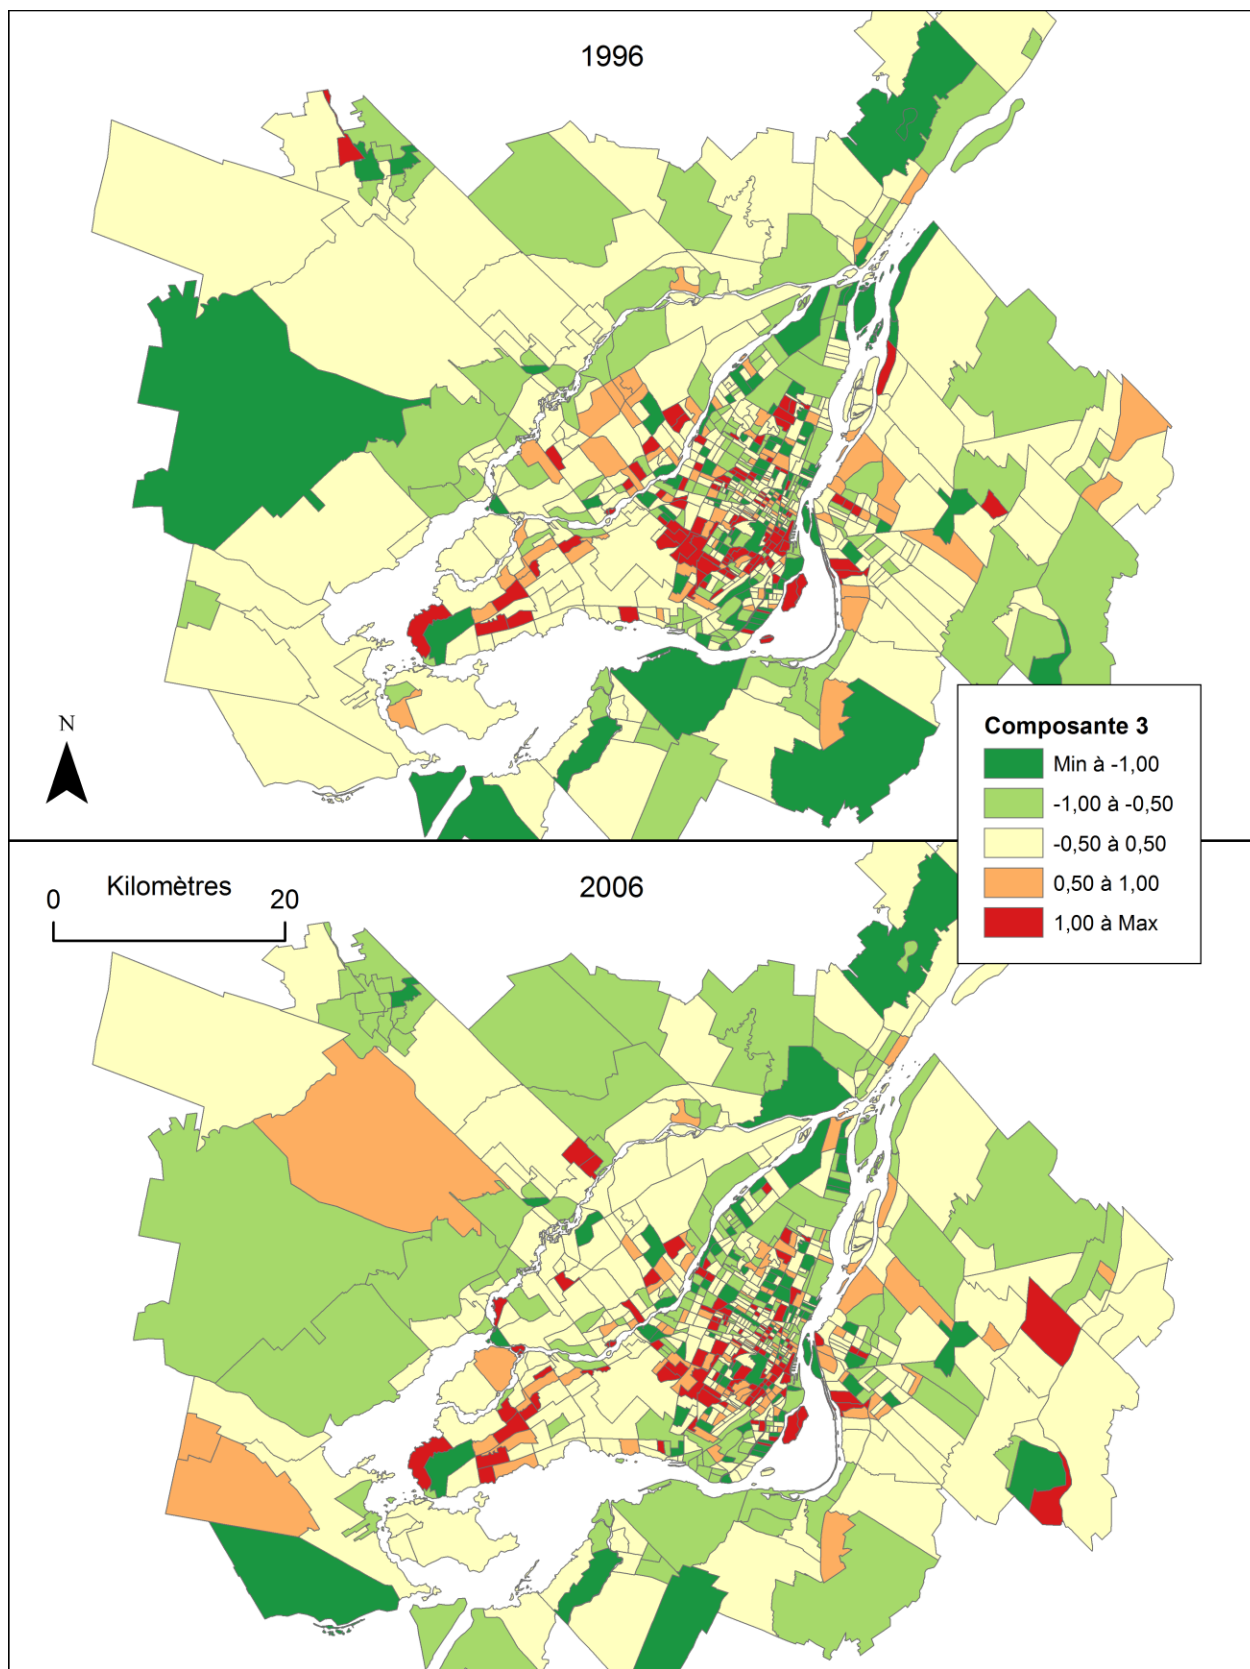 1996
N
Composante 3
Min à -1,00
-1,00 à -0,50
-0,50 à 0,50
0,50 à 1,00
1,00 à Max
Kilomètres
0 20
2006